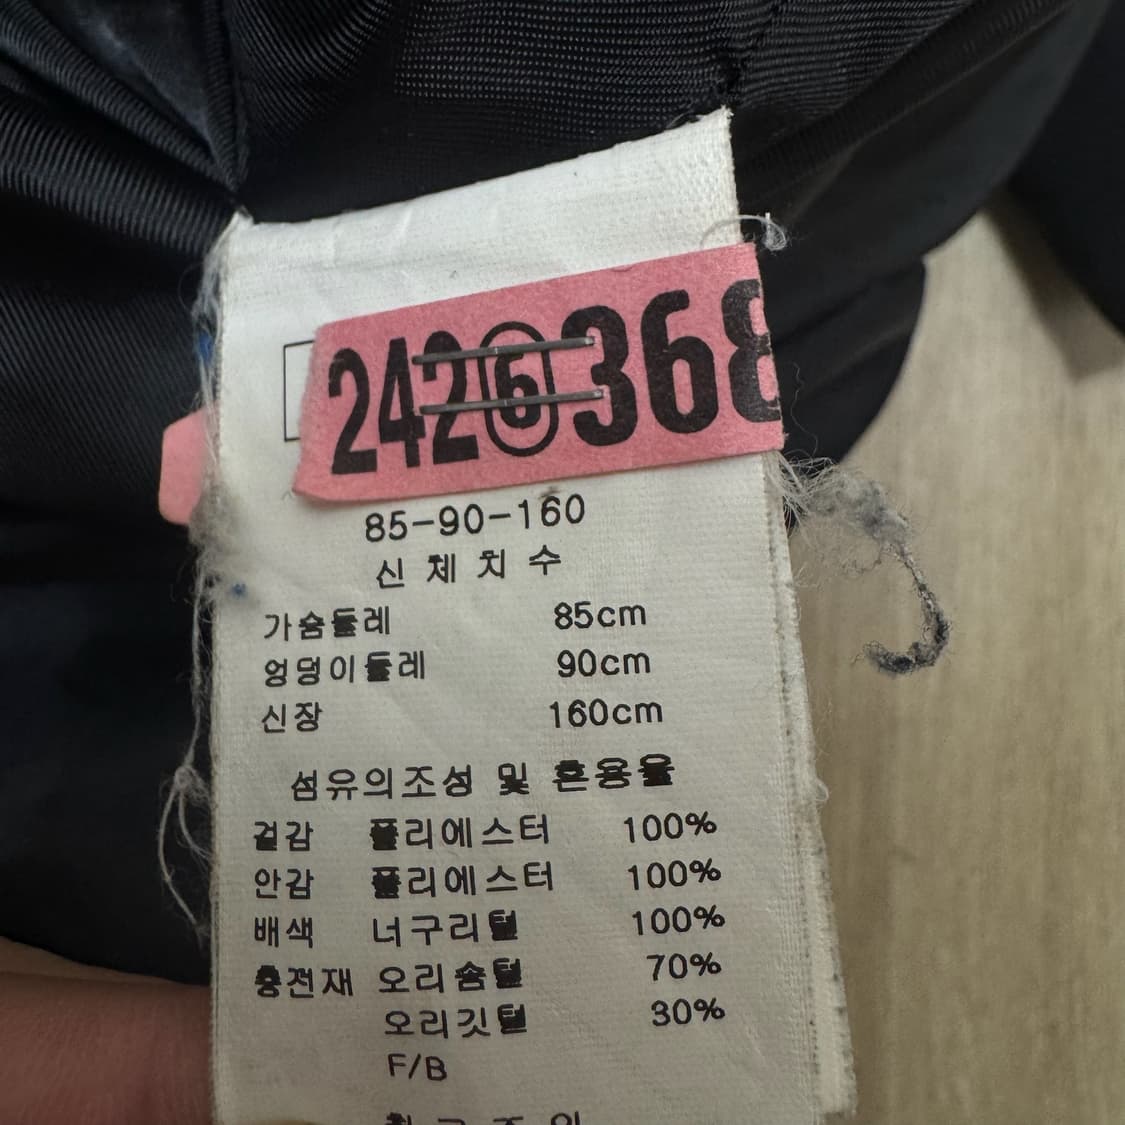 242 6 368
85-90-160
신체치수
가슴둘레 85cm
엉덩이둘레 90cm
신장 160cm
섬유의조성 및 혼용율
겉감 폴리에스터 100%
안감 폴리에스터 100%
배색 너구리털 100%
충전재 오리솜털 70%
오리깃털 30%
F/B